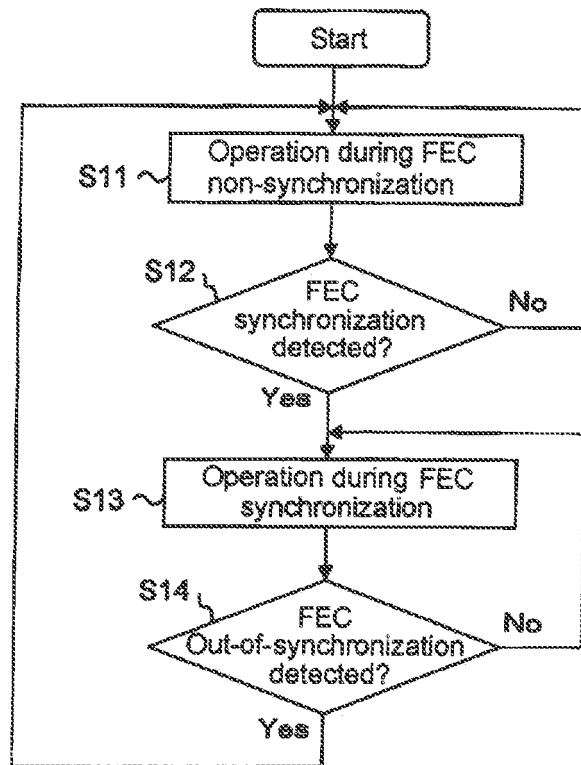 Start
S11
Operation during FEC
non-synchronization
S12
FEC
synchronization
detected?
No
Yes
S13
Operation during FEC
synchronization
S14
FEC
Out-of-synchronization
detected?
No
Yes